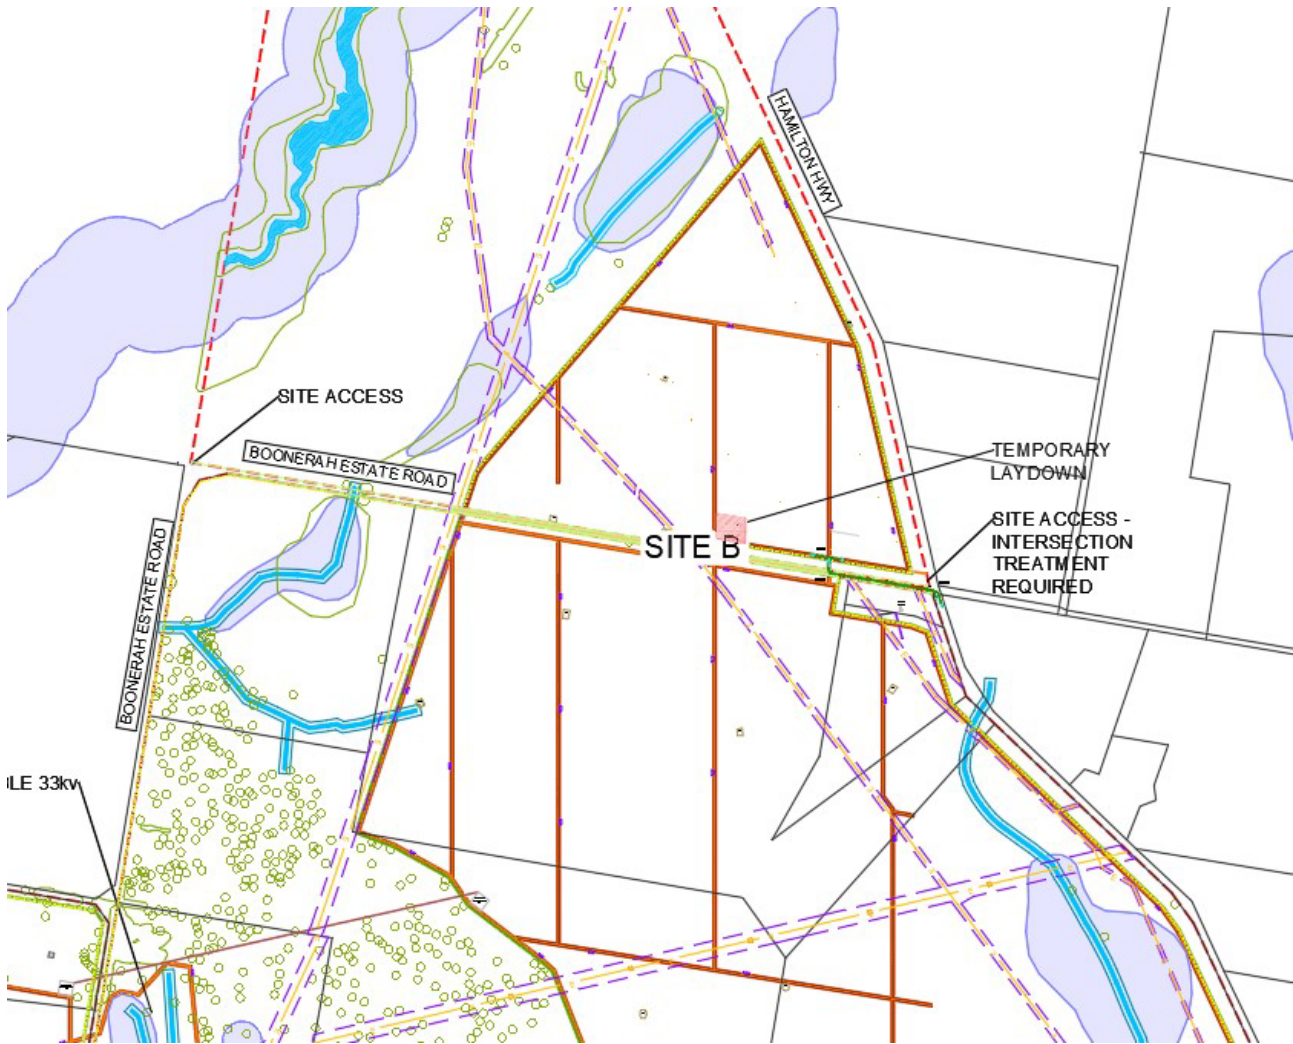 HAMILTON HWY
SITE ACCESS
BOONERAH ESTATE ROAD
TEMPORARY
LAYDOWN
SITE ACCESS -
INTERSECTION
TREATMENT
REQUIRED
SITE B
BOONERAH ESTATE ROAD
LE 33kv